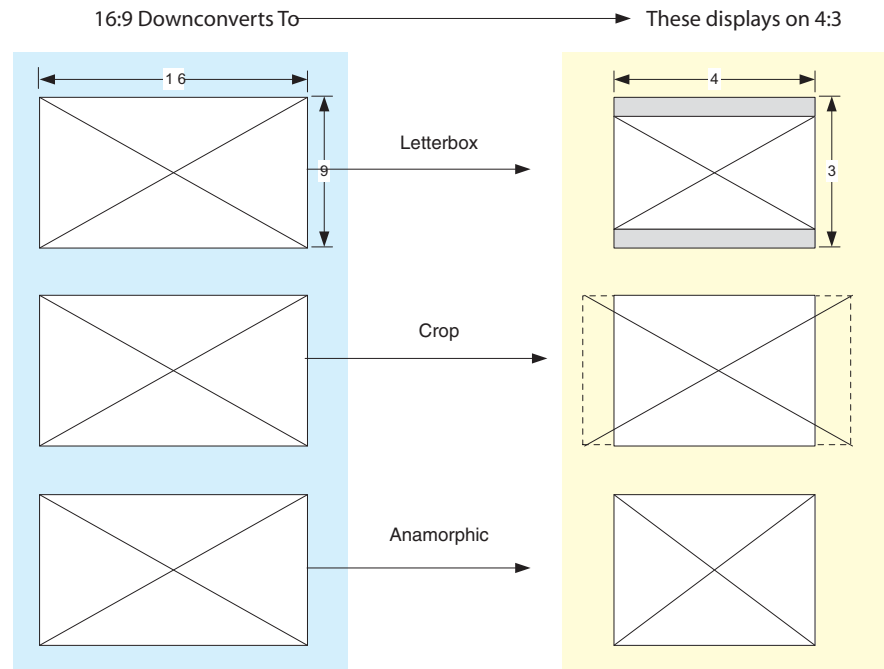 16:9 Downconverts To
These displays on 4:3
1 6
4
9
3
Letterbox
Crop
Anamorphic